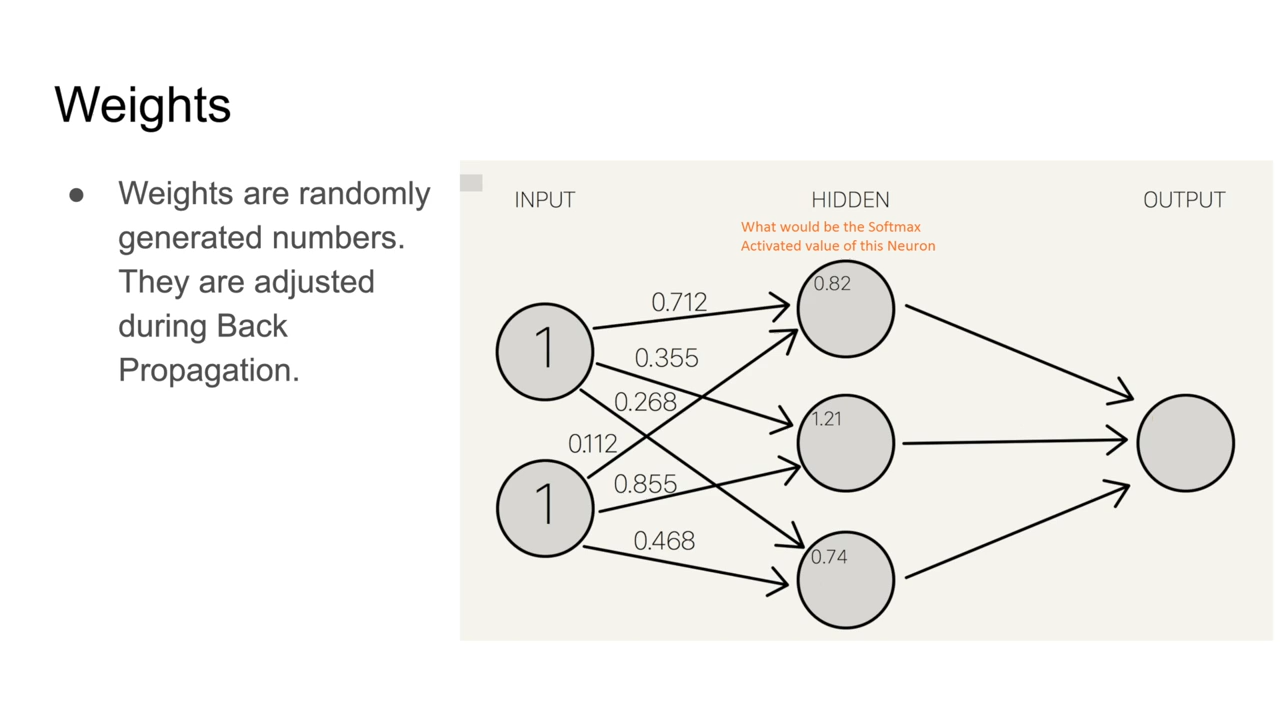 Weights
● Weights are randomly
generated numbers.
They are adjusted
during Back
Propagation.
INPUT
HIDDEN
OUTPUT
What would be the Softmax
Activated value of this Neuron
0.82
0.712
1
0.355
0.268
1.21
0.112
0.855
1
0.468
0.74